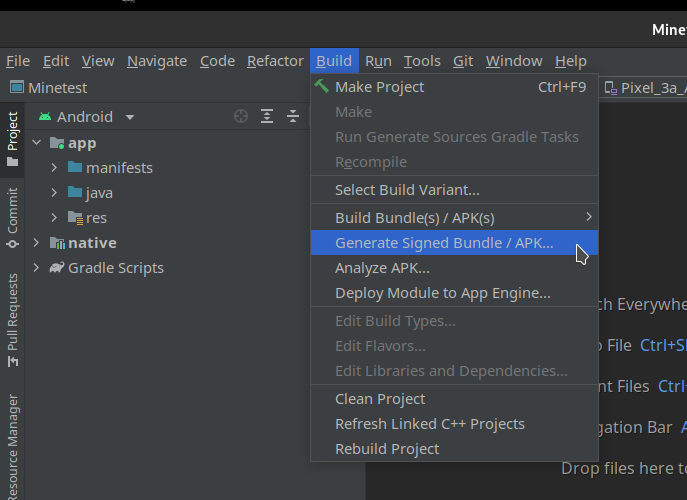 Mine
File Edit View Navigate Code Refactor Build Run Tools Git Window Help
Minetest
Pixel_3a_
Project
Commit
Pull Requests
Resource Manager
Android
app
manifests
java
res
native
Gradle Scripts
Make Project Ctrl+F9
Make
Run Generate Sources Gradle Tasks
Recompile
Select Build Variant...
Build Bundle(s) / APK(s)
Generate Signed Bundle / APK...
Analyze APK...
Deploy Module to App Engine...
Edit Build Types...
Edit Flavors...
Edit Libraries and Dependencies...
Clean Project
Refresh Linked C++ Projects
Rebuild Project
ch Everywhe
o File Ctrl+S
nt Files Ctrl+
gation Bar
Drop files here to